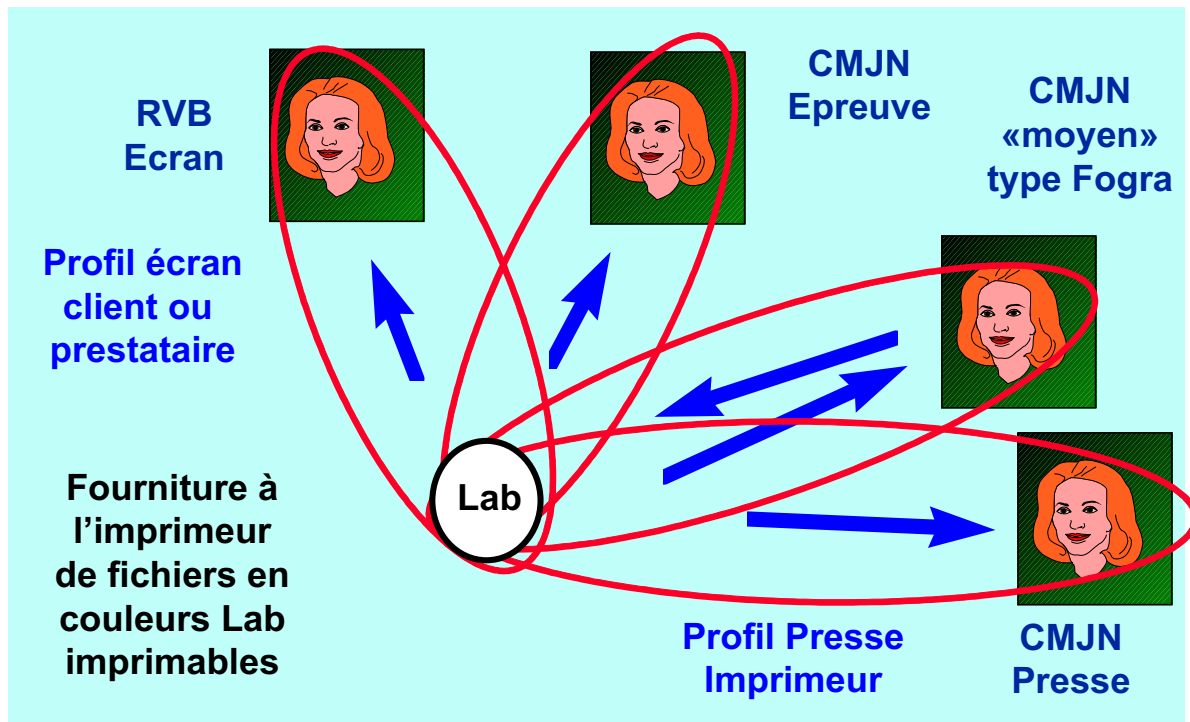 RVB
Ecran
CMJN
Epreuve
CMJN
«moyen»
type Fogra
Profil écran
client ou
prestataire
Lab
Fourniture à
l’imprimeur
de fichiers en
couleurs Lab
imprimables
Profil Presse
Imprimeur
CMJN
Presse